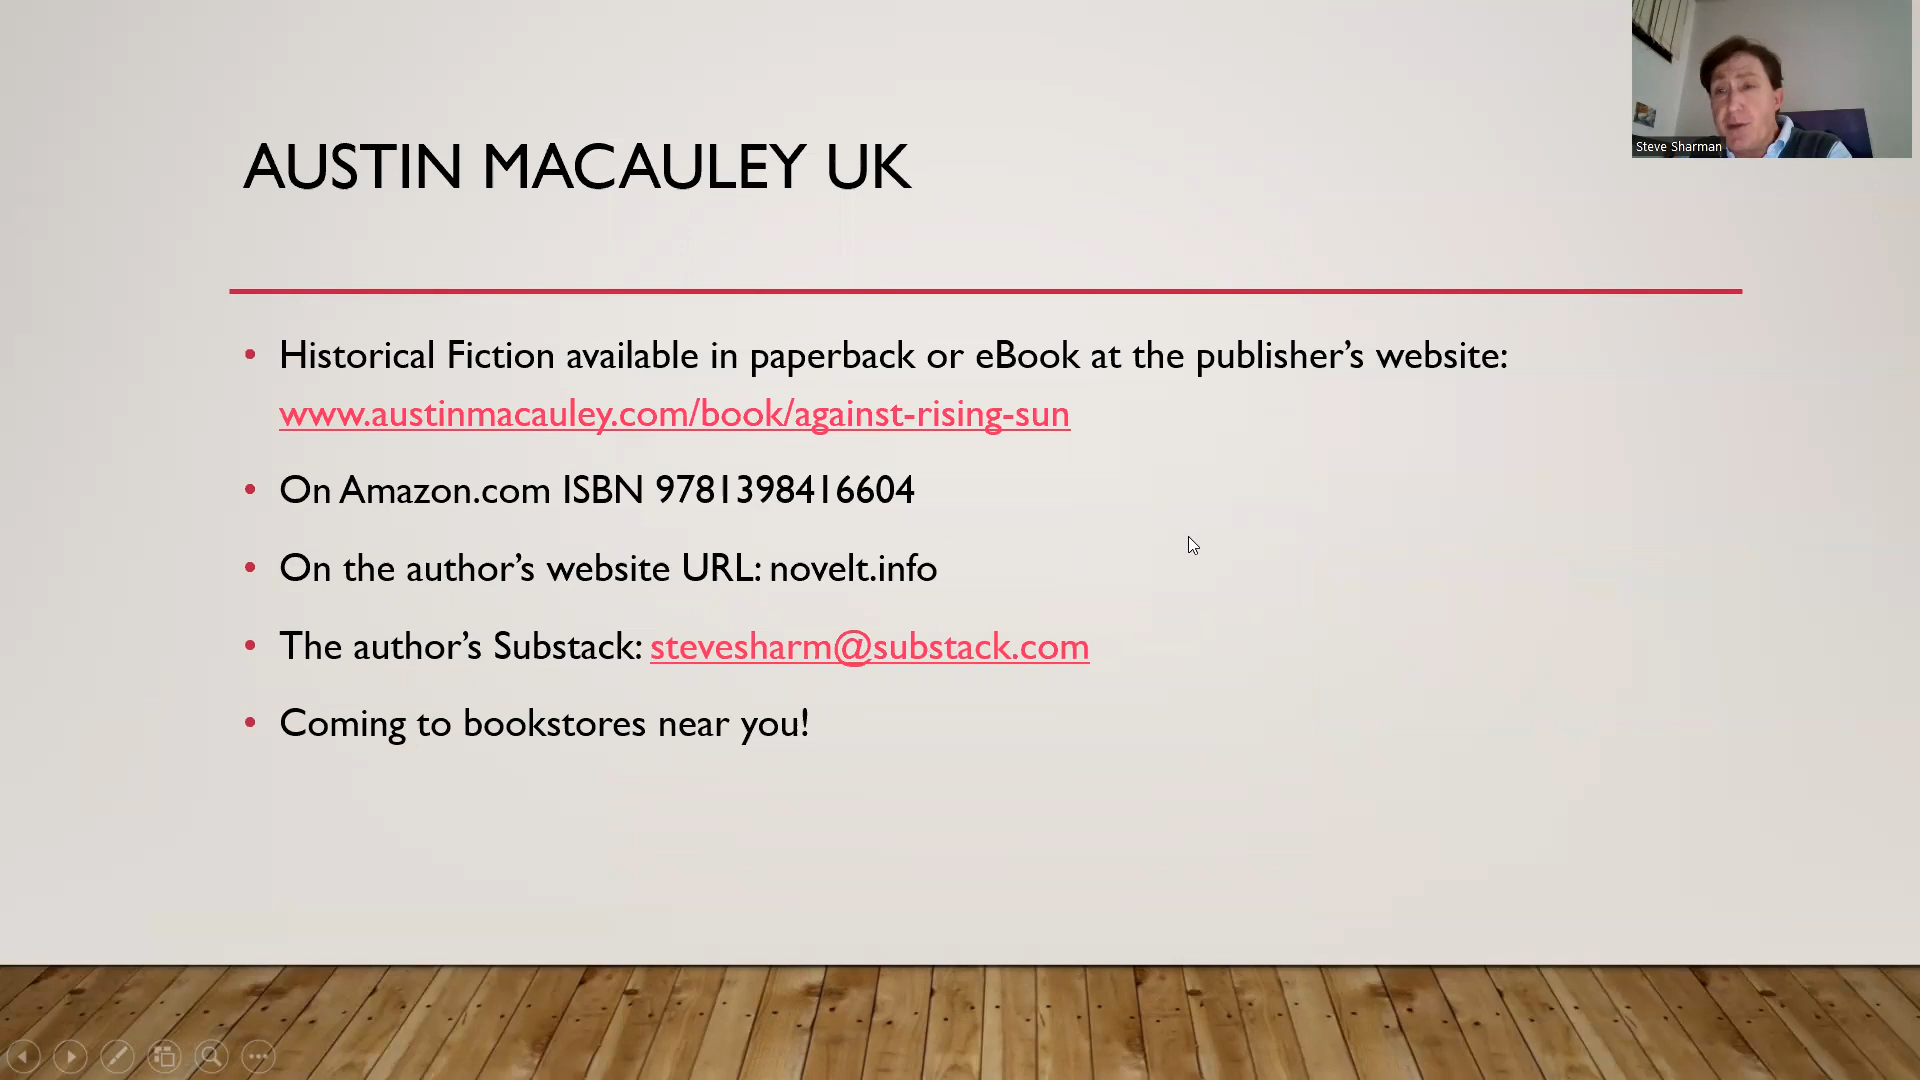 Steve Sharman
AUSTIN MACAULEY UK
• Historical Fiction available in paperback or eBook at the publisher’s website:
www.austinmacauley.com/book/against-rising-sun
• On Amazon.com ISBN 9781398416604
• On the author’s website URL: novelt.info
• The author’s Substack: stevesharm@substack.com
• Coming to bookstores near you!